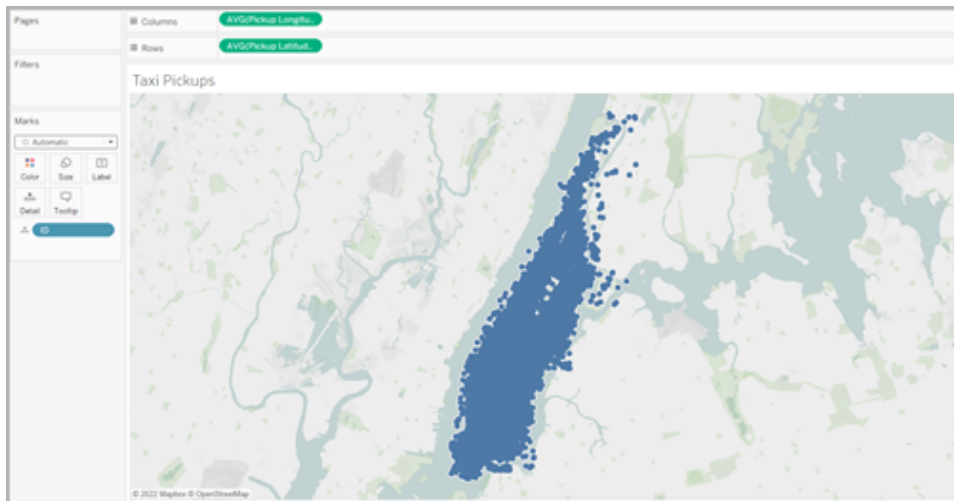 Pages
Columns
AVG(Pickup Longitu..
Rows
AVG(Pickup Latitud..
Filters
Taxi Pickups
Marks
Automatic
Color
Size
Label
Detail
Tooltip
ID
© 2022 Mapbox © OpenStreetMap